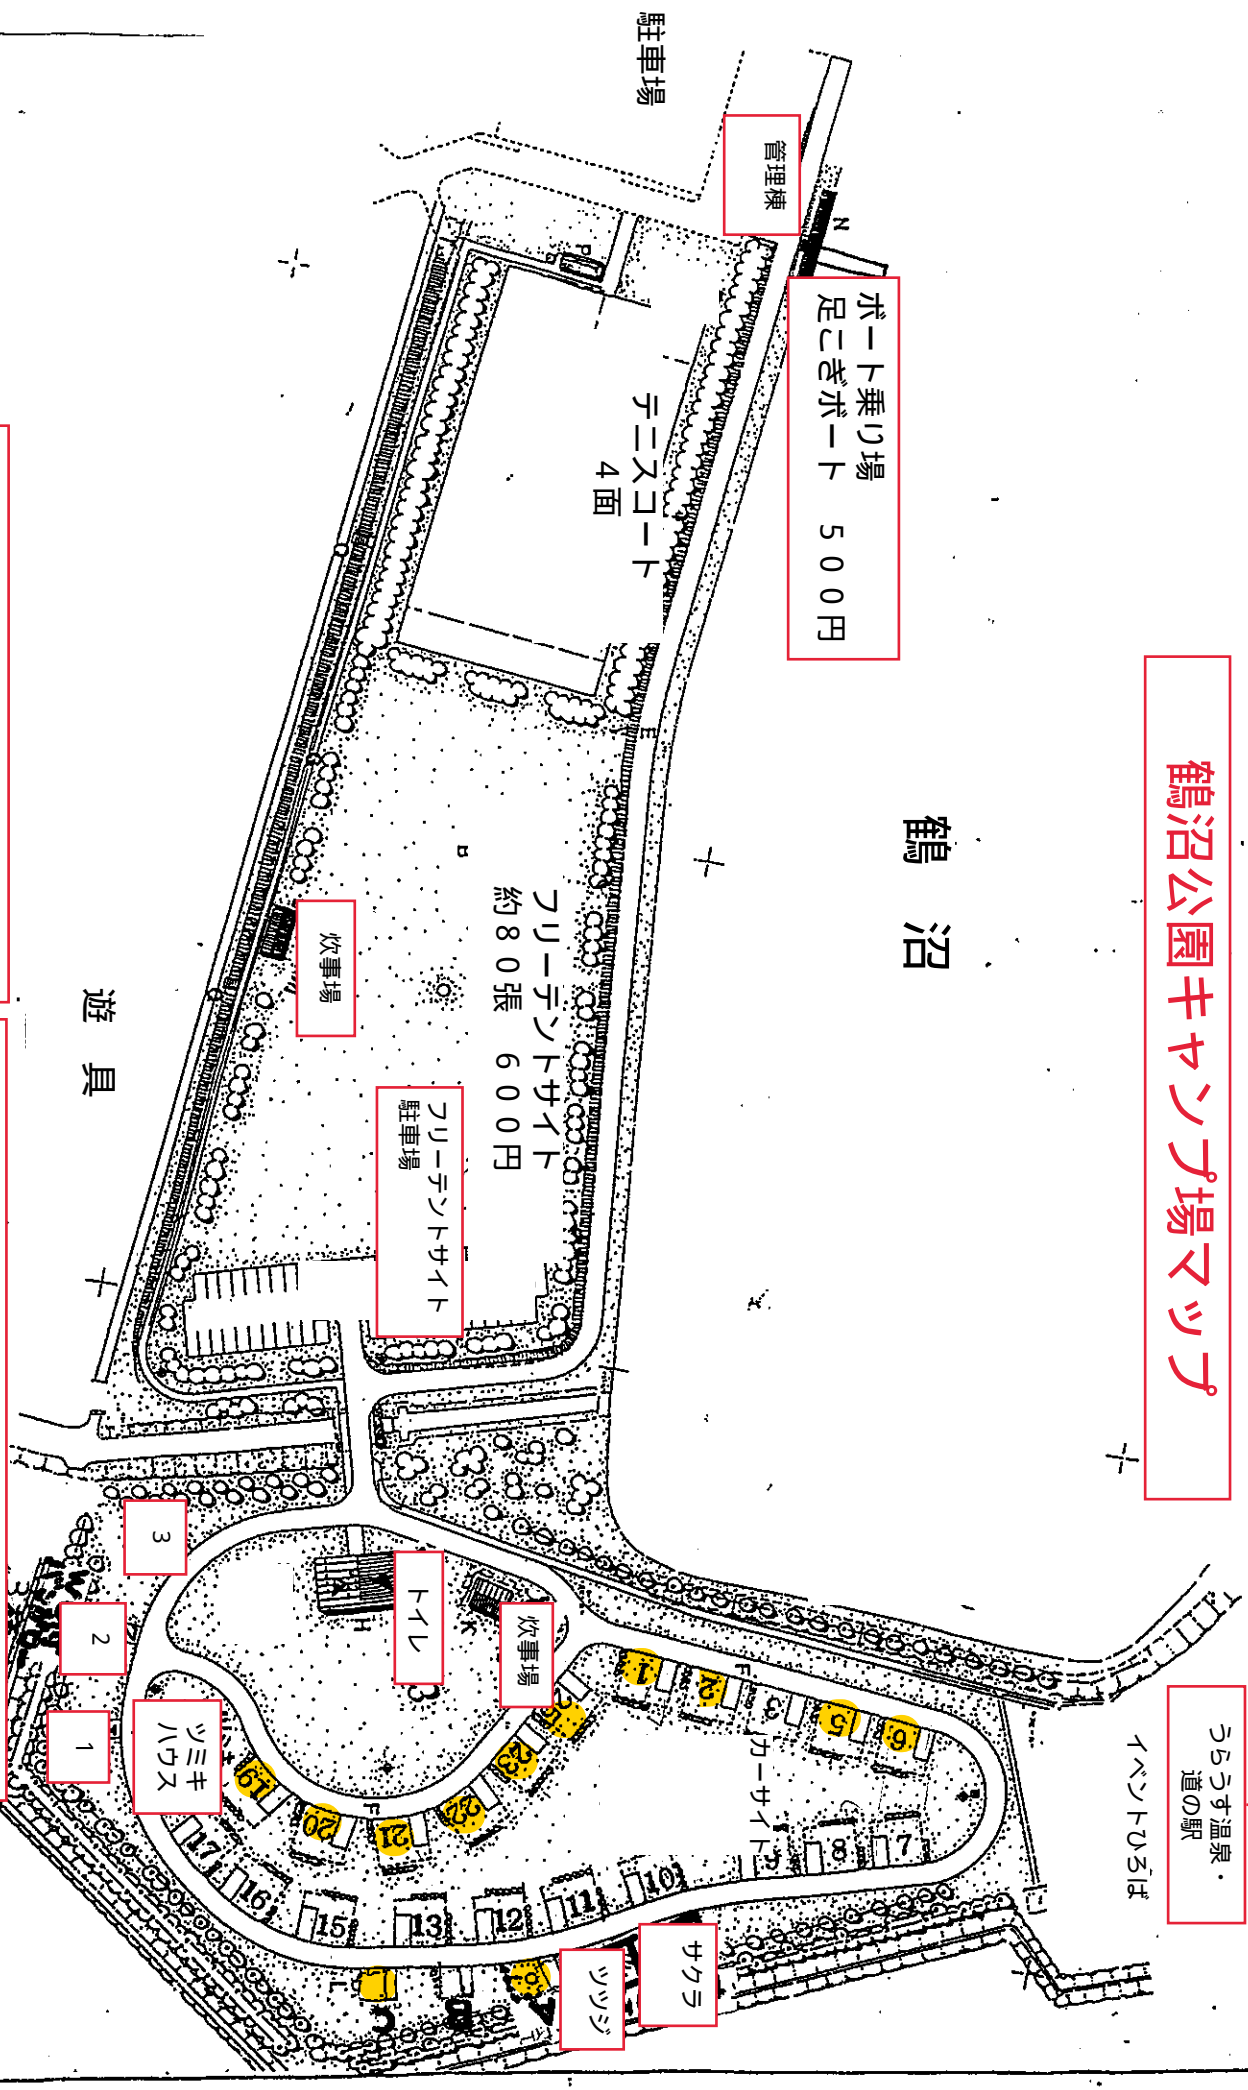 鶴沼公園キャンプ場マップ
うらうす温泉・
道の駅
イベントひろば
鶴 沼
ボート乗り場
足こぎボート ５００円
N
管理棟
駐車場
テニスコート
４面
P
E
B
フリーテントサイト
約８０張 ６００円
炊事場
フリーテントサイト
駐車場
遊 具
トイレ
炊事場
A
H
K
ツミキ
ハウス
3
2
1
カーサイト
F
F
1
2
3
5
6
7
8
9
10
11
12
13
15
16
17
19
20
21
22
23
サクラ
ツツジ
A
B
C
L